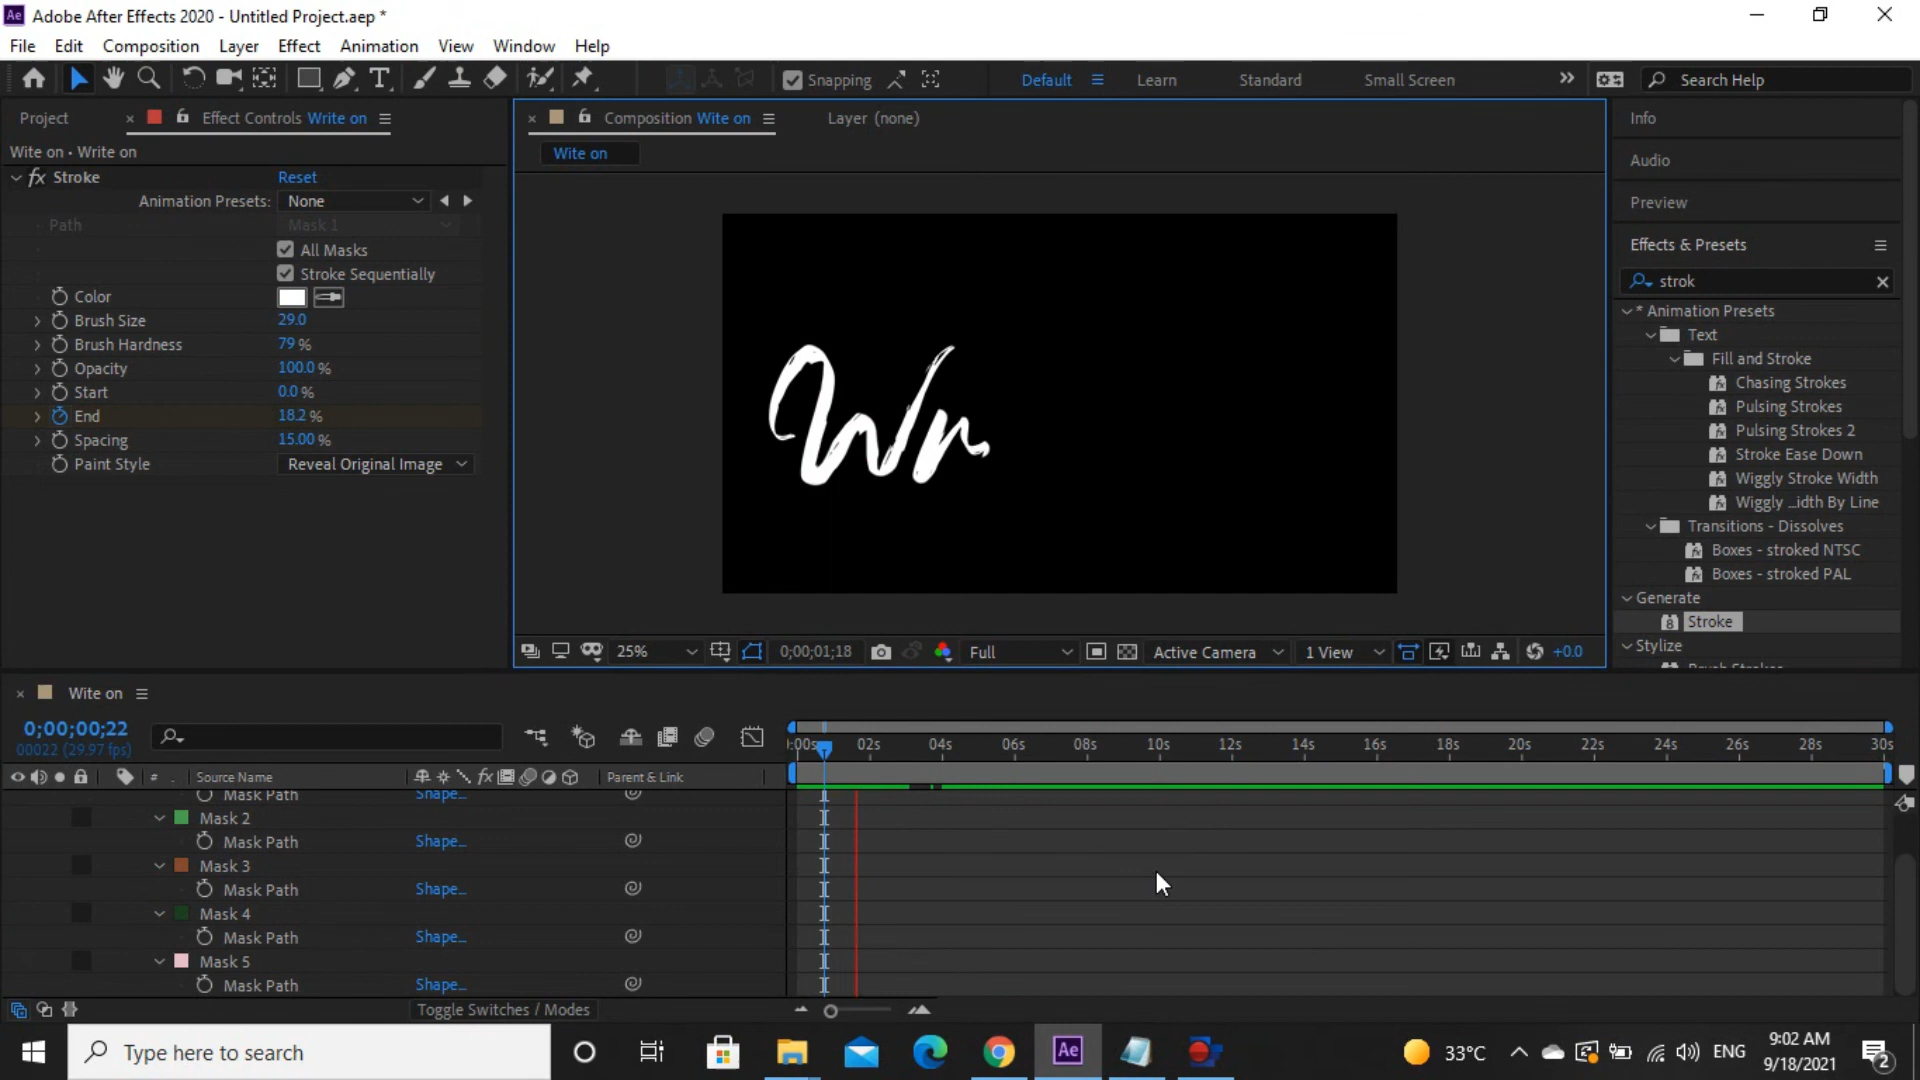 Ae Adobe After Effects 2020 - Untitled Project.aep *
File Edit Composition Layer Effect Animation View Window Help
Snapping Default Learn Standard Small Screen Search Help
Project Effect Controls Write on
Composition Wite on Layer (none)
Wite on • Write on
Wite on
fx Stroke Reset
Animation Presets: None
Path Mask 1
All Masks
Stroke Sequentially
Color
Brush Size 29.0
Brush Hardness 79 %
Opacity 100.0 %
Start 0.0 %
End 18.2 %
Spacing 15.00 %
Paint Style Reveal Original Image
Wr
25% 0;00;01;18 Full Active Camera 1 View +0.0
Info
Audio
Preview
Effects & Presets
strok
* Animation Presets
Text
Fill and Stroke
Chasing Strokes
Pulsing Strokes
Pulsing Strokes 2
Stroke Ease Down
Wiggly Stroke Width
Wiggly ...idth By Line
Transitions - Dissolves
Boxes - stroked NTSC
Boxes - stroked PAL
Generate
Stroke
Stylize
Wite on
0;00;00;22
00022 (29.97 fps)
:00s 02s 04s 06s 08s 10s 12s 14s 16s 18s 20s 22s 24s 26s 28s 30s
# . Source Name fx Parent & Link
Mask Path Shape...
Mask 2
Mask Path Shape...
Mask 3
Mask Path Shape...
Mask 4
Mask Path Shape...
Mask 5
Mask Path Shape...
Toggle Switches / Modes
Type here to search
Ae
33°C ENG
9:02 AM
9/18/2021
2